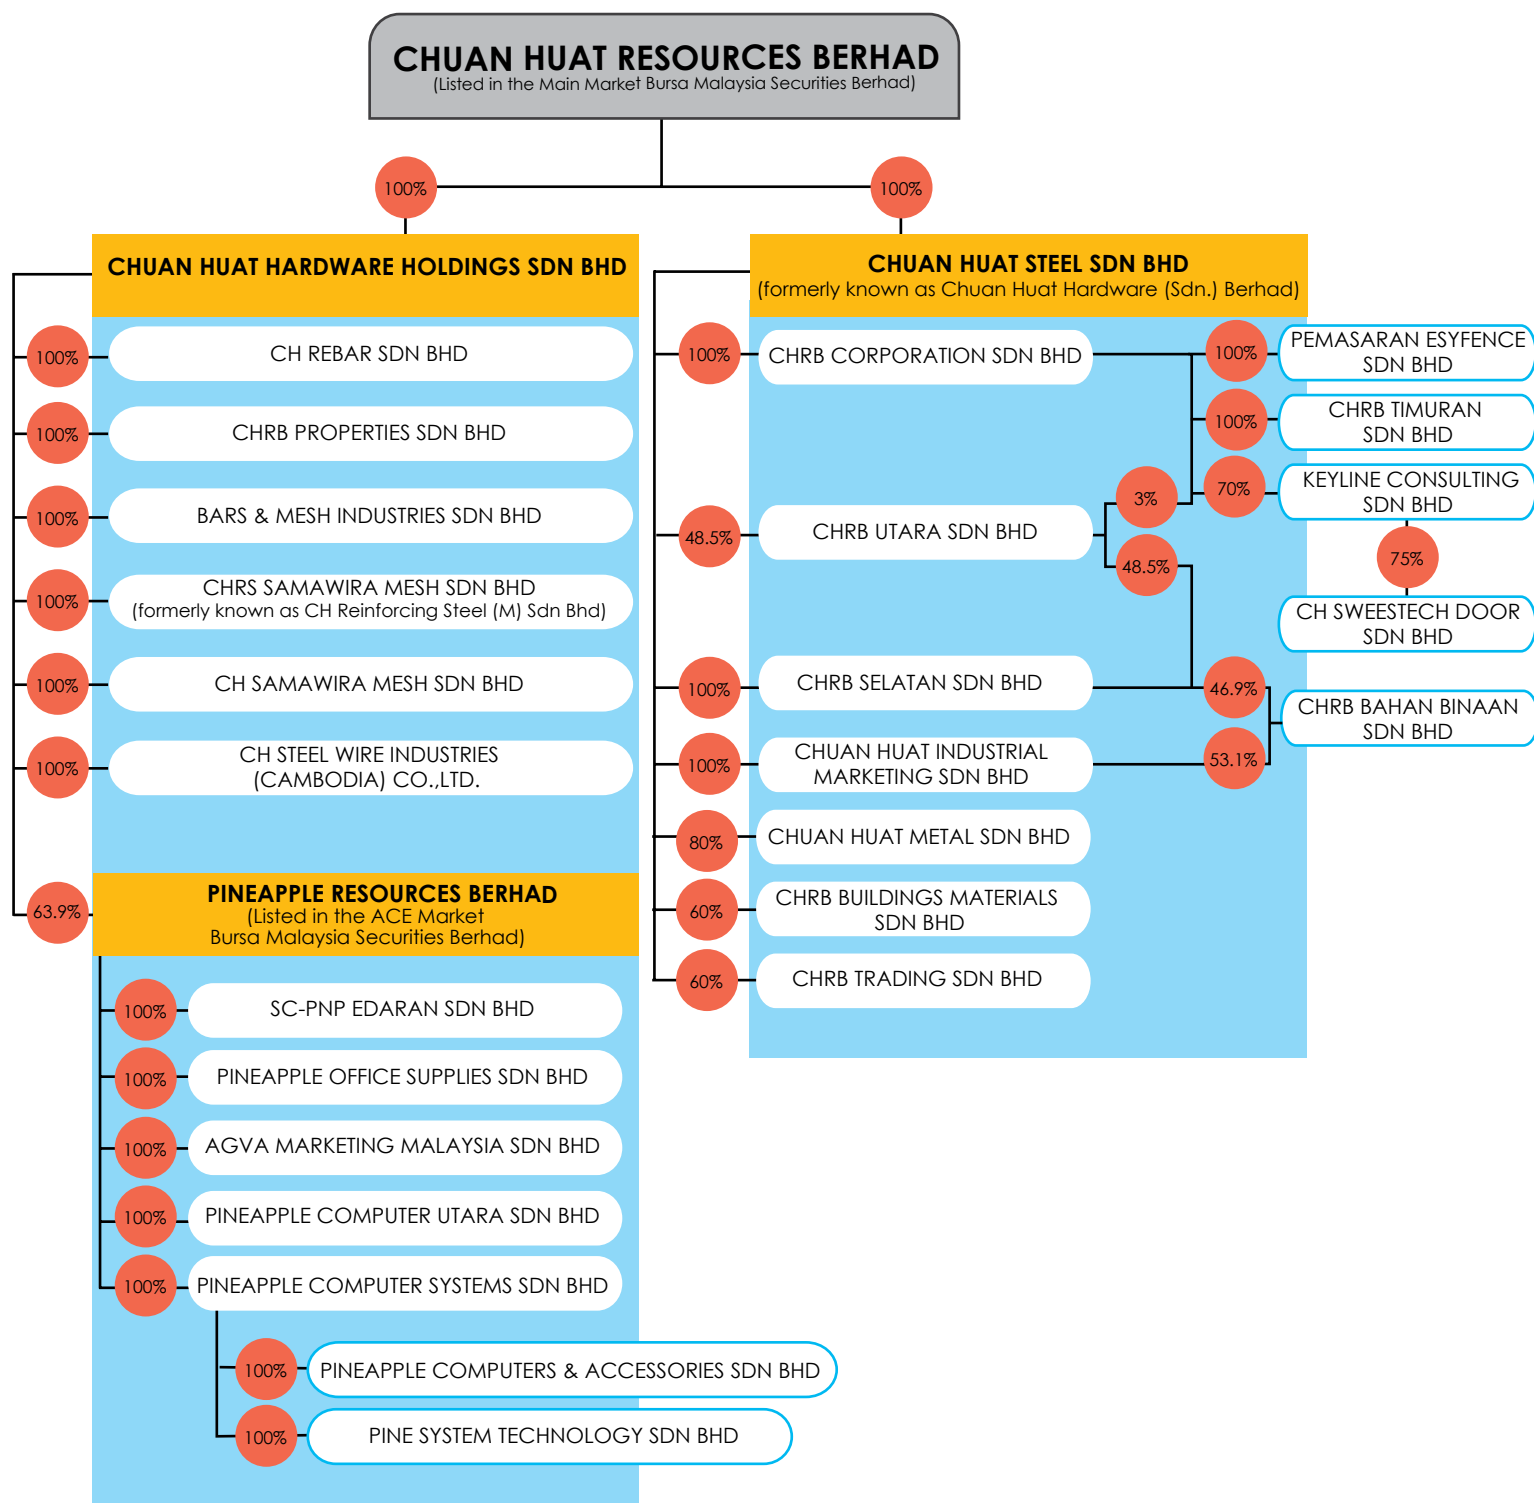 CHUAN HUAT RESOURCES BERHAD
(Listed in the Main Market Bursa Malaysia Securities Berhad)
100%
100%
CHUAN HUAT HARDWARE HOLDINGS SDN BHD
100%
CH REBAR SDN BHD
100%
CHRB PROPERTIES SDN BHD
100%
BARS & MESH INDUSTRIES SDN BHD
100%
CHRS SAMAWIRA MESH SDN BHD
(formerly known as CH Reinforcing Steel (M) Sdn Bhd)
100%
CH SAMAWIRA MESH SDN BHD
100%
CH STEEL WIRE INDUSTRIES
(CAMBODIA) CO.,LTD.
63.9%
PINEAPPLE RESOURCES BERHAD
(Listed in the ACE Market
Bursa Malaysia Securities Berhad)
100%
SC-PNP EDARAN SDN BHD
100%
PINEAPPLE OFFICE SUPPLIES SDN BHD
100%
AGVA MARKETING MALAYSIA SDN BHD
100%
PINEAPPLE COMPUTER UTARA SDN BHD
100%
PINEAPPLE COMPUTER SYSTEMS SDN BHD
100%
PINEAPPLE COMPUTERS & ACCESSORIES SDN BHD
100%
PINE SYSTEM TECHNOLOGY SDN BHD
CHUAN HUAT STEEL SDN BHD
(formerly known as Chuan Huat Hardware (Sdn.) Berhad)
100%
CHRB CORPORATION SDN BHD
100%
PEMASARAN ESYFENCE
SDN BHD
100%
CHRB TIMURAN
SDN BHD
70%
KEYLINE CONSULTING
SDN BHD
75%
CH SWEESTECH DOOR
SDN BHD
48.5%
CHRB UTARA SDN BHD
3%
48.5%
100%
CHRB SELATAN SDN BHD
46.9%
CHRB BAHAN BINAAN
SDN BHD
100%
CHUAN HUAT INDUSTRIAL
MARKETING SDN BHD
53.1%
80%
CHUAN HUAT METAL SDN BHD
60%
CHRB BUILDINGS MATERIALS
SDN BHD
60%
CHRB TRADING SDN BHD